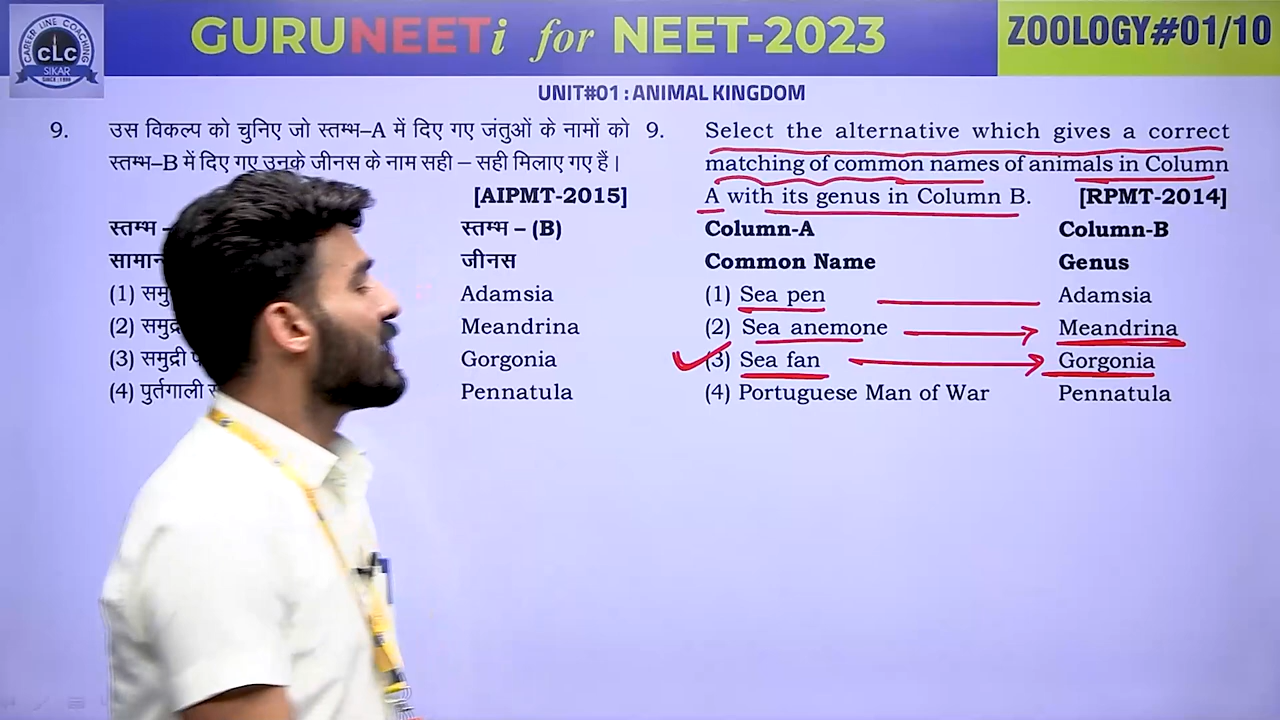 GURUNEETi for NEET-2023
ZOOLOGY#01/10
CAREER LINE COACHING
CLC
SIKAR
SINCE : 1996
UNIT#01 : ANIMAL KINGDOM
9. उस विकल्प को चुनिए जो स्तम्भ–A में दिए गए जंतुओं के नामों को
स्तम्भ–B में दिए गए उनके जीनस के नाम सही – सही मिलाए गए हैं।
[AIPMT-2015]
स्तम्भ – स्तम्भ – (B)
जीनस
(1) Adamsia
(2) Meandrina
(3) समुद्री Gorgonia
(4) पुर्तगाली Pennatula
9. Select the alternative which gives a correct
matching of common names of animals in Column
A with its genus in Column B. [RPMT-2014]
Column-A Column-B
Common Name Genus
(1) Sea pen Adamsia
(2) Sea anemone Meandrina
(3) Sea fan Gorgonia
(4) Portuguese Man of War Pennatula